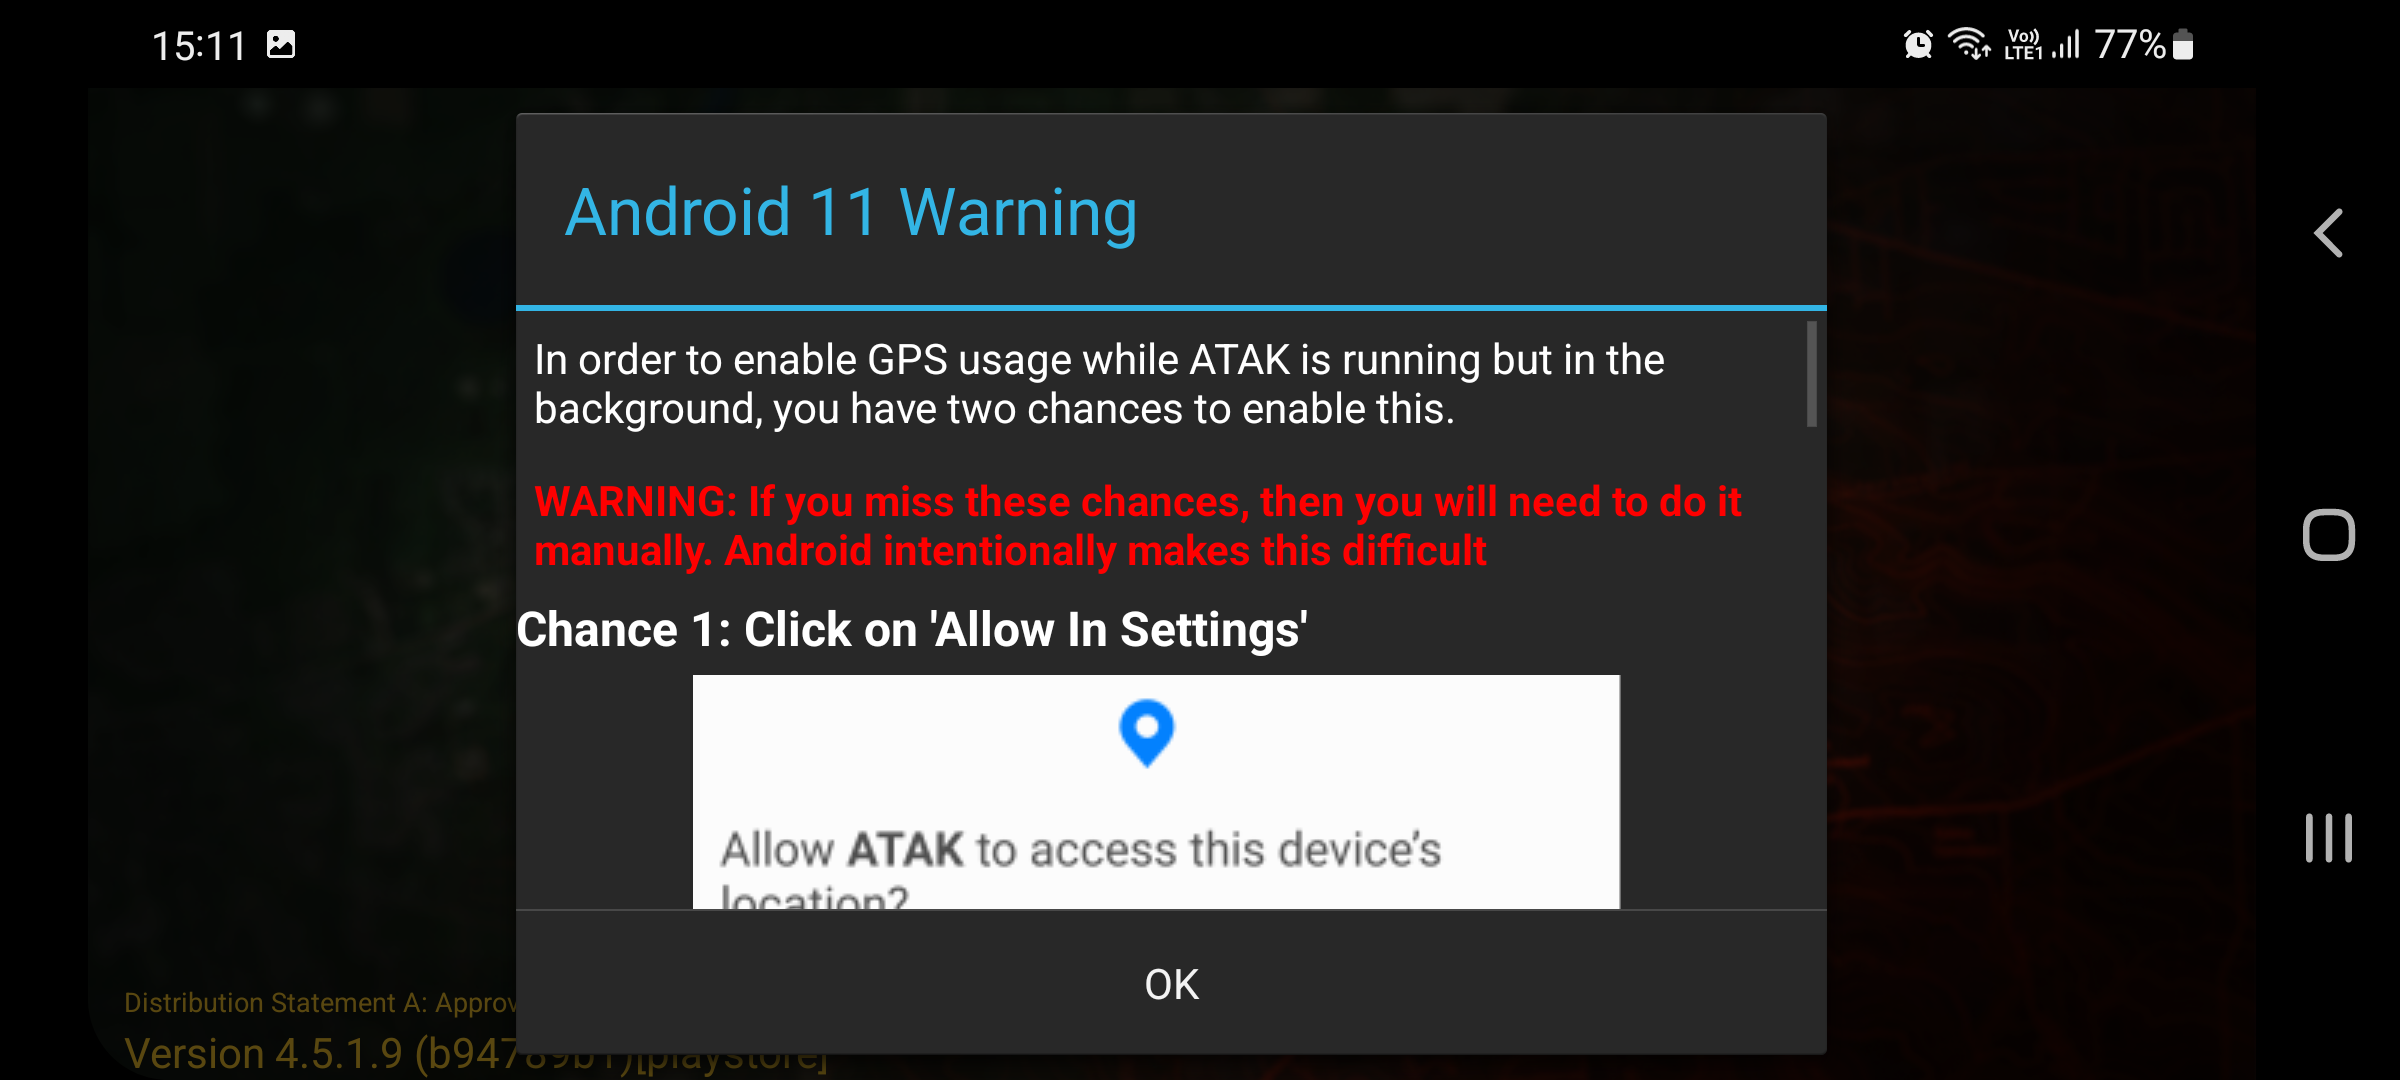 15:11
Vo)) LTE1 77%
Android 11 Warning
In order to enable GPS usage while ATAK is running but in the
background, you have two chances to enable this.
WARNING: If you miss these chances, then you will need to do it
manually. Android intentionally makes this difficult
Chance 1: Click on 'Allow In Settings'
Allow ATAK to access this device's
location?
OK
Distribution Statement A: Approv
Version 4.5.1.9 (b94789b1)[playstore]